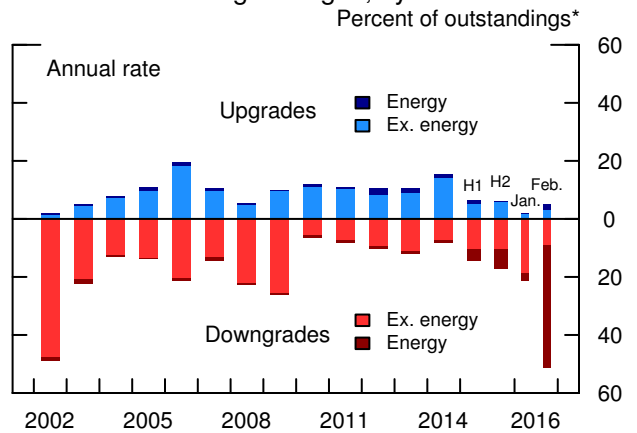 Percent of outstandings*
Annual rate
Upgrades
Energy
Ex. energy
H1
H2
Jan.
Feb.
60
40
20
0
20
40
60
Downgrades
Ex. energy
Energy
2002 2005 2008 2011 2014 2016